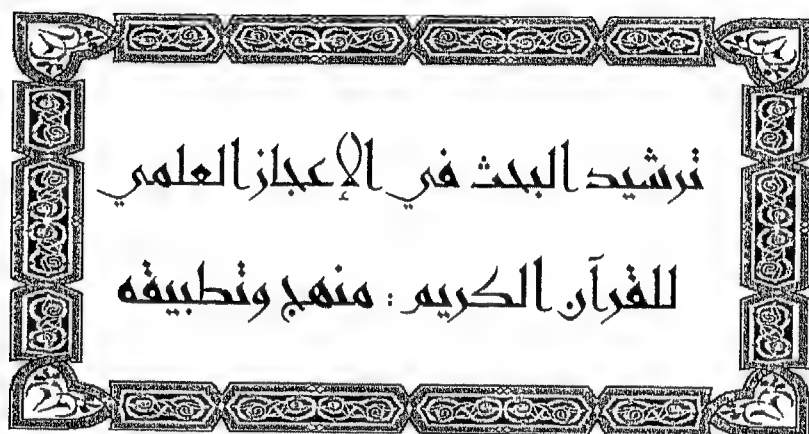 ترشيد البحث في الإعجاز العلمي
للقرآن الكريم : منهج وتطبيقه